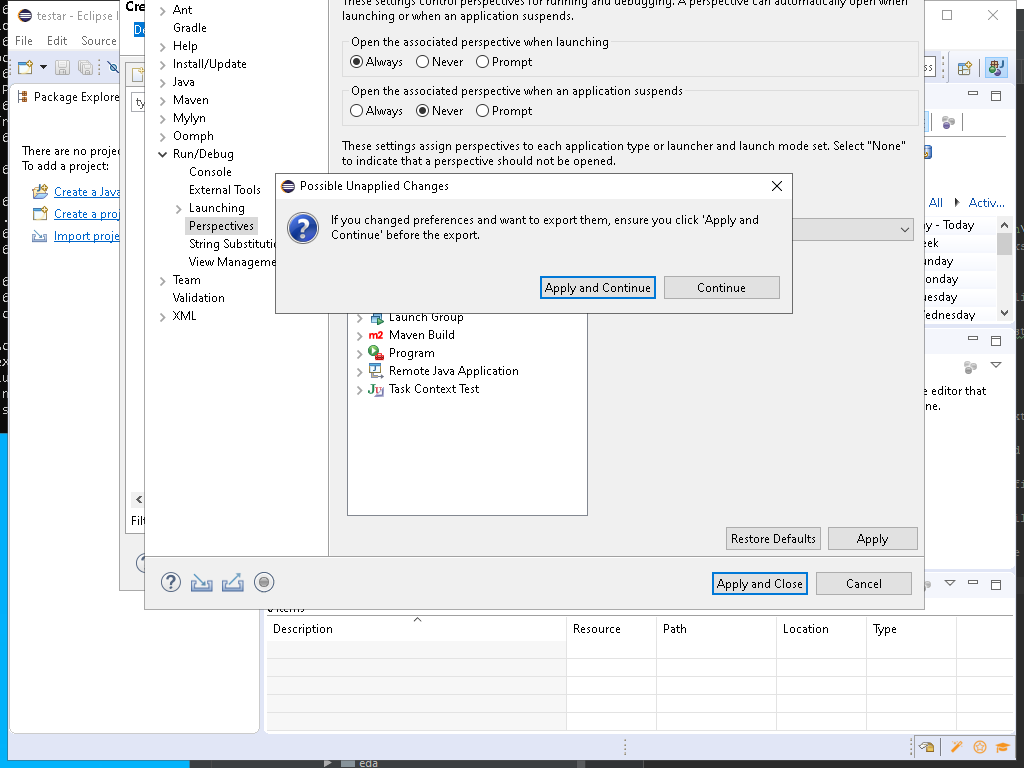 testar - Eclipse I
File Edit Source
Package Explore
There are no projec
To add a project:
Create a Java
Create a proj
Import proje
Cre
De
ty
Filt
Ant
Gradle
Help
Install/Update
Java
Maven
Mylyn
Oomph
Run/Debug
Console
External Tools
Launching
Perspectives
String Substitutio
View Manageme
Team
Validation
XML
These settings control perspectives for running and debugging. A perspective can automatically open when
launching or when an application suspends.
Open the associated perspective when launching
Always Never Prompt
Open the associated perspective when an application suspends
Always Never Prompt
These settings assign perspectives to each application type or launcher and launch mode set. Select "None"
to indicate that a perspective should not be opened.
Possible Unapplied Changes
If you changed preferences and want to export them, ensure you click 'Apply and
Continue' before the export.
Apply and Continue Continue
Launch Group
m2 Maven Build
Program
Remote Java Application
Ju Task Context Test
Restore Defaults Apply
Apply and Close Cancel
ss
All Activ...
ay - Today
eek
unday
onday
uesday
ednesday
e editor that
ne.
0 items
Description Resource Path Location Type
eda